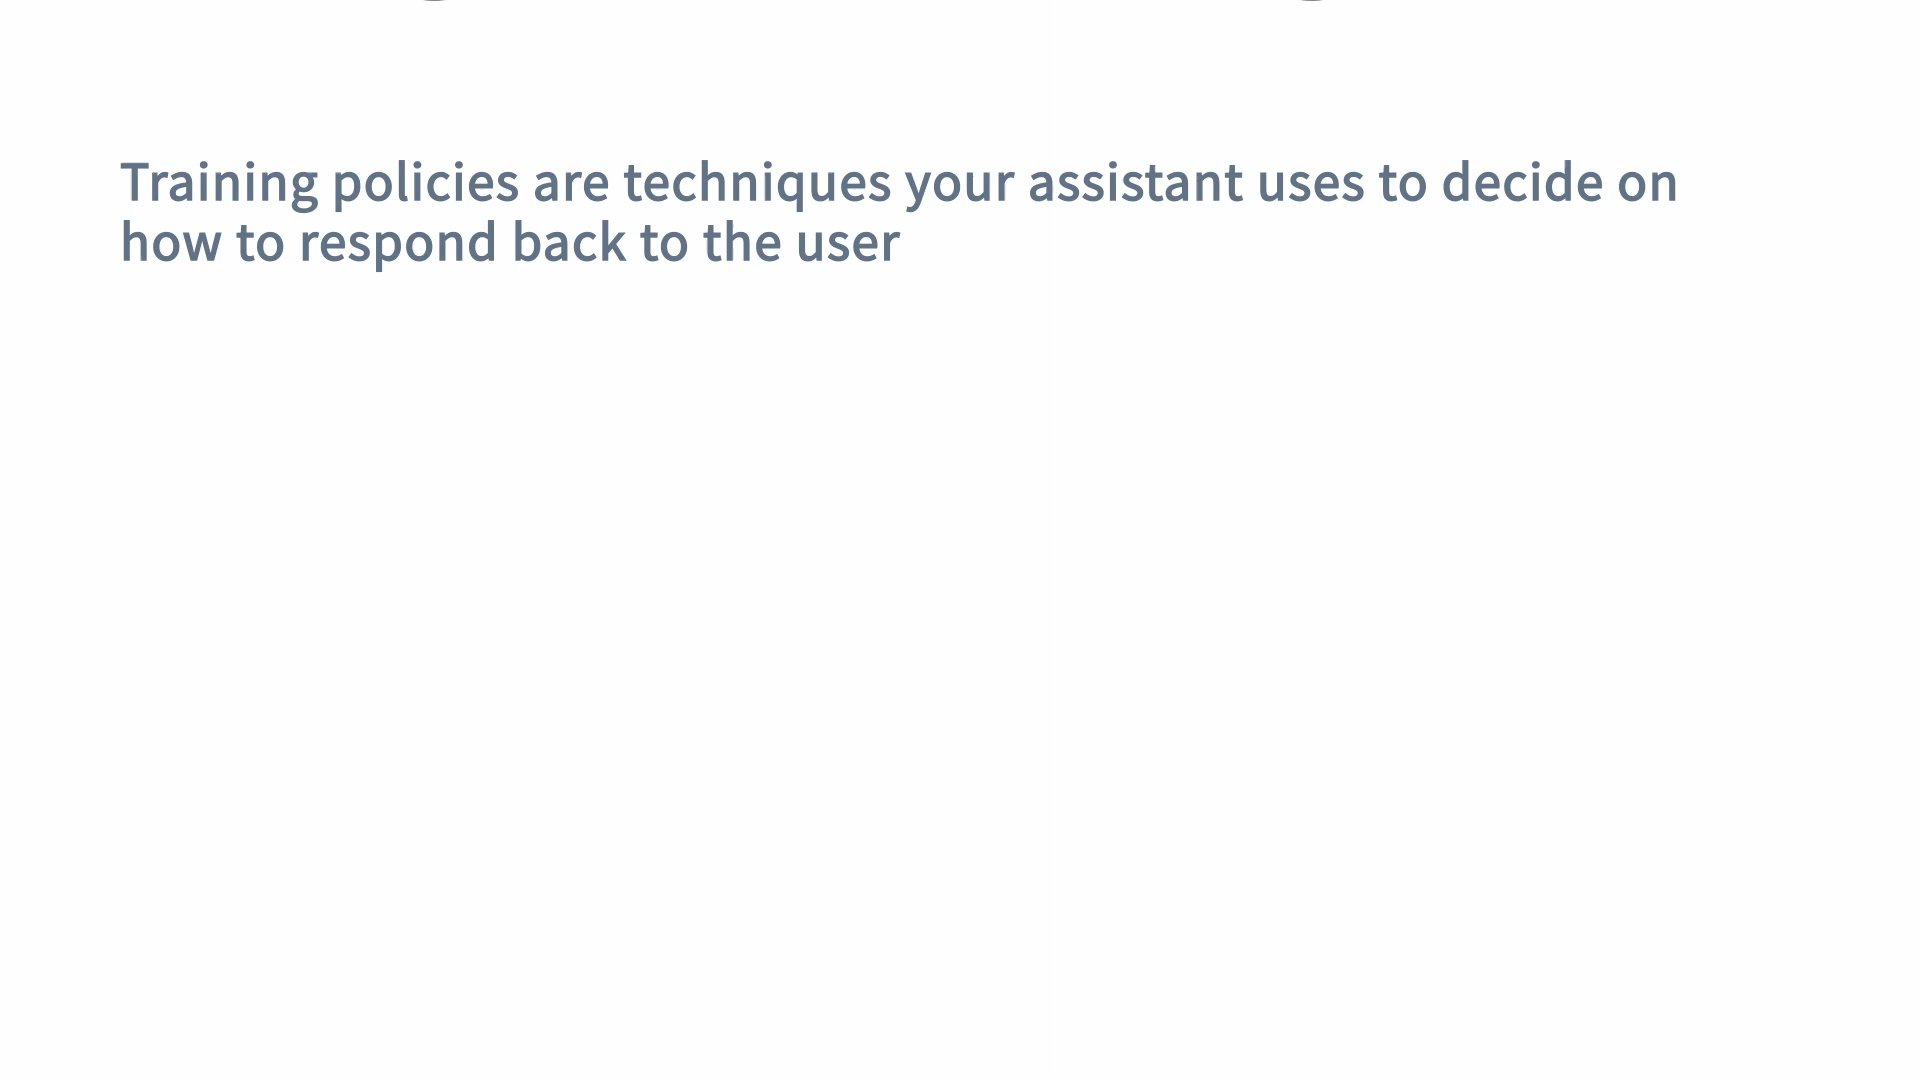 Training policies are techniques your assistant uses to decide on
how to respond back to the user